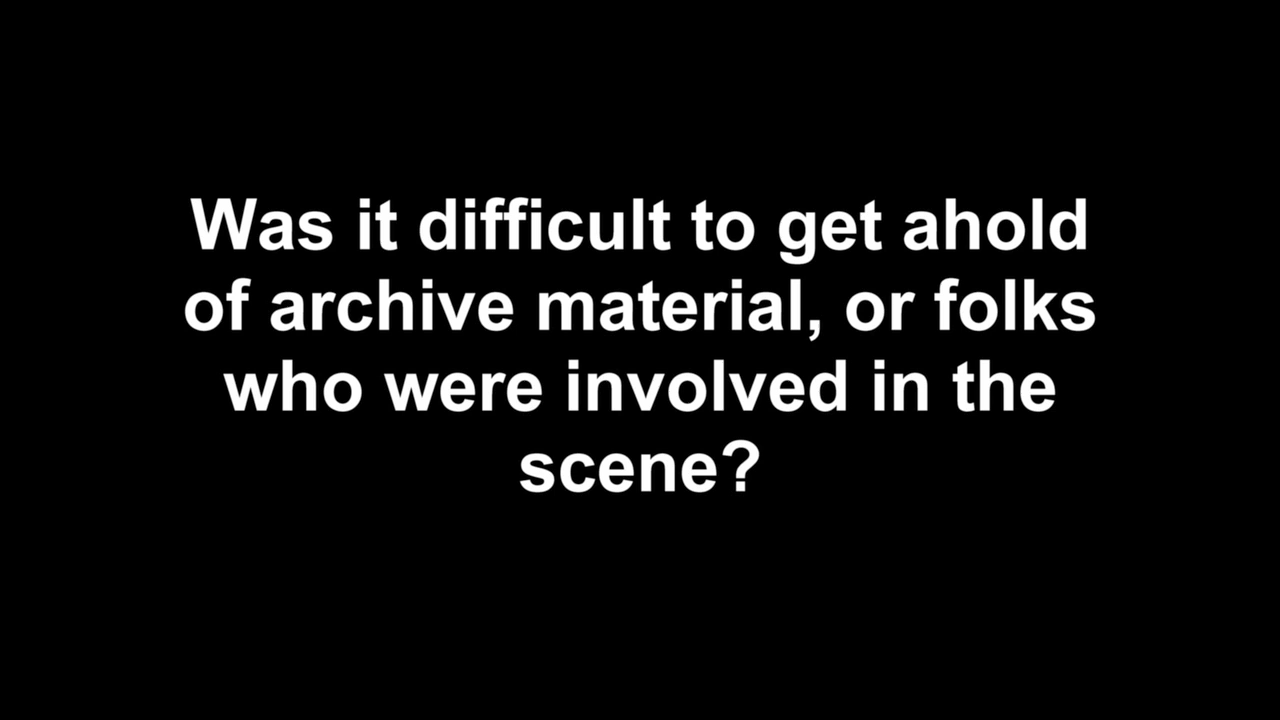 Was it difficult to get ahold
of archive material, or folks
who were involved in the
scene?